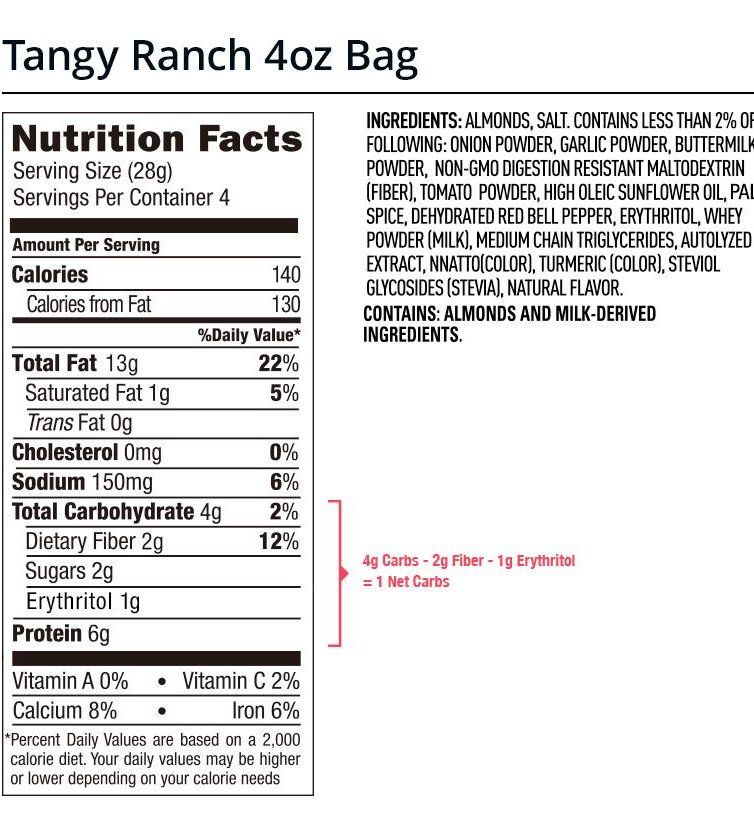 Tangy Ranch 4oz Bag
Nutrition Facts
Serving Size (28g)
Servings Per Container 4
Amount Per Serving
Calories 140
Calories from Fat 130
%Daily Value*
Total Fat 13g 22%
Saturated Fat 1g 5%
Trans Fat 0g
Cholesterol 0mg 0%
Sodium 150mg 6%
Total Carbohydrate 4g 2%
Dietary Fiber 2g 12%
Sugars 2g
Erythritol 1g
Protein 6g
Vitamin A 0% • Vitamin C 2%
Calcium 8% • Iron 6%
*Percent Daily Values are based on a 2,000
calorie diet. Your daily values may be higher
or lower depending on your calorie needs
INGREDIENTS: ALMONDS, SALT. CONTAINS LESS THAN 2% OF
FOLLOWING: ONION POWDER, GARLIC POWDER, BUTTERMILK
POWDER, NON-GMO DIGESTION RESISTANT MALTODEXTRIN
(FIBER), TOMATO POWDER, HIGH OLEIC SUNFLOWER OIL,
SPICE, DEHYDRATED RED BELL PEPPER, ERYTHRITOL, WHEY
POWDER (MILK), MEDIUM CHAIN TRIGLYCERIDES, AUTOLYZED
EXTRACT, NNATTO(COLOR), TURMERIC (COLOR), STEVIOL
GLYCOSIDES (STEVIA), NATURAL FLAVOR.
CONTAINS: ALMONDS AND MILK-DERIVED
INGREDIENTS.
4g Carbs - 2g Fiber - 1g Erythritol
= 1 Net Carbs